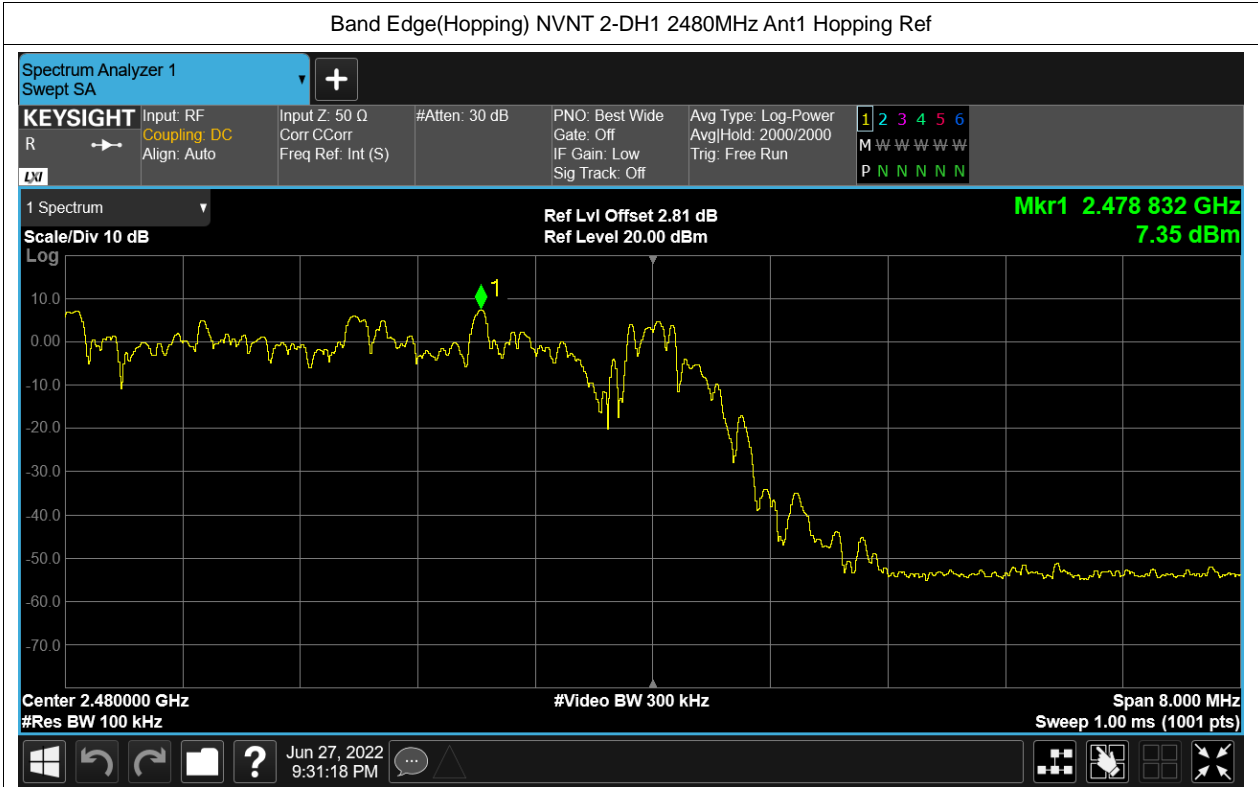 Band Edge(Hopping) NVNT 2-DH1 2480MHz Ant1 Hopping Ref
Spectrum Analyzer 1
Swept SA
KEYSIGHT
R
LXI
Input: RF
Coupling: DC
Align: Auto
Input Z: 50 Ω
Corr CCorr
Freq Ref: Int (S)
#Atten: 30 dB
PNO: Best Wide
Gate: Off
IF Gain: Low
Sig Track: Off
Avg Type: Log-Power
Avg|Hold: 2000/2000
Trig: Free Run
1 2 3 4 5 6
M W W W W W
P N N N N N
1 Spectrum
Scale/Div 10 dB
Log
Ref Lvl Offset 2.81 dB
Ref Level 20.00 dBm
Mkr1 2.478 832 GHz
7.35 dBm
1
10.0
0.00
-10.0
-20.0
-30.0
-40.0
-50.0
-60.0
-70.0
Center 2.480000 GHz
#Res BW 100 kHz
#Video BW 300 kHz
Span 8.000 MHz
Sweep 1.00 ms (1001 pts)
?
Jun 27, 2022
9:31:18 PM